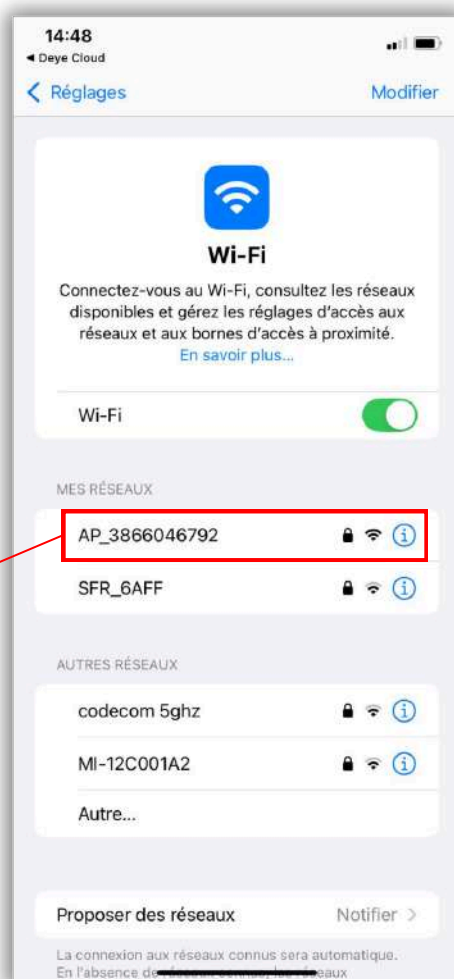 14:48
◄ Deye Cloud
Réglages
Modifier
Wi-Fi
Connectez-vous au Wi-Fi, consultez les réseaux
disponibles et gérez les réglages d'accès aux
réseaux et aux bornes d'accès à proximité.
En savoir plus...
Wi-Fi
MES RÉSEAUX
AP_3866046792
SFR_6AFF
AUTRES RÉSEAUX
codecom 5ghz
MI-12C001A2
Autre...
Proposer des réseaux
Notifier >
La connexion aux réseaux connus sera automatique.
En l'absence de